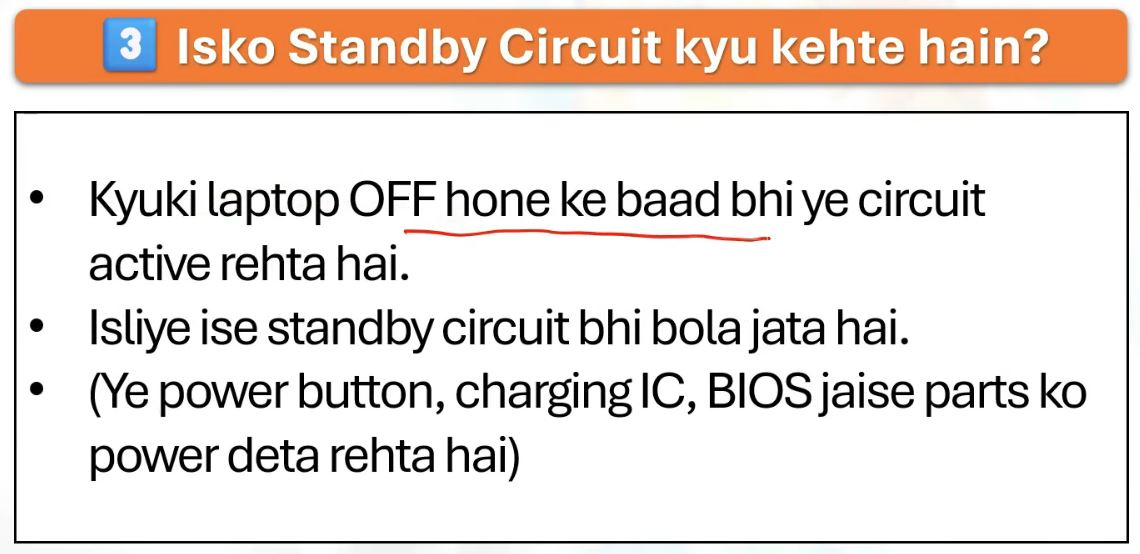 3 Isko Standby Circuit kyu kehte hain?
• Kyuki laptop OFF hone ke baad bhi ye circuit
active rehta hai.
• Isliye ise standby circuit bhi bola jata hai.
• (Ye power button, charging IC, BIOS jaise parts ko
power deta rehta hai)